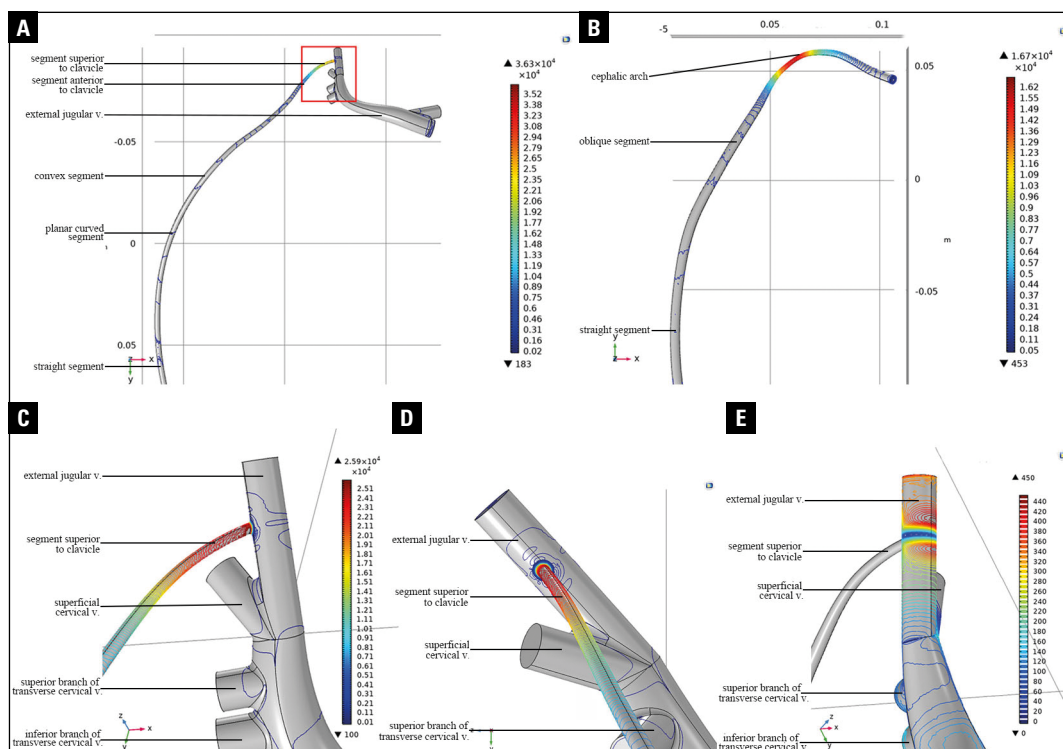 A
segment superior
to clavicle
segment anterior
to clavicle
external jugular v.
-0.05
convex segment
planar curved
segment
0
0.05
straight segment
z
x
y
▲ 3.63×10⁴
×10⁴
3.52
3.38
3.23
3.08
2.94
2.79
2.65
2.5
2.35
2.21
2.06
1.92
1.77
1.62
1.48
1.33
1.19
1.04
0.89
0.75
0.6
0.46
0.31
0.16
0.02
▼ 183
B
-5
0.05
0.1
cephalic arch
0.05
oblique segment
0
m
-0.05
straight segment
y
z
x
▲ 1.67×10⁴
×10⁴
1.62
1.56
1.49
1.43
1.36
1.29
1.23
1.16
1.1
1.03
0.96
0.9
0.83
0.77
0.7
0.64
0.57
0.5
0.44
0.37
0.31
0.24
0.18
0.11
0.05
▼ 453
C
external jugular v.
segment superior
to clavicle
superficial
cervical v.
superior branch of
transverse cervical v.
inferior branch of
transverse cervical v.
z
x
y
▲ 2.59×10⁴
×10⁴
2.51
2.41
2.31
2.21
2.11
2.01
1.91
1.81
1.71
1.61
1.51
1.41
1.31
1.21
1.11
1.01
0.91
0.81
0.71
0.61
0.51
0.41
0.31
0.21
0.11
0.01
▼ 100
D
external jugular v.
segment superior
to clavicle
superficial
cervical v.
superior branch of
transverse cervical v.
E
external jugular v.
segment superior
to clavicle
superficial
cervical v.
superior branch of
transverse cervical v.
inferior branch of
transverse cervical v.
z
x
y
▲ 450
440
420
400
380
360
340
320
300
280
260
240
220
200
180
160
140
120
100
80
60
40
20
0
▼ 0